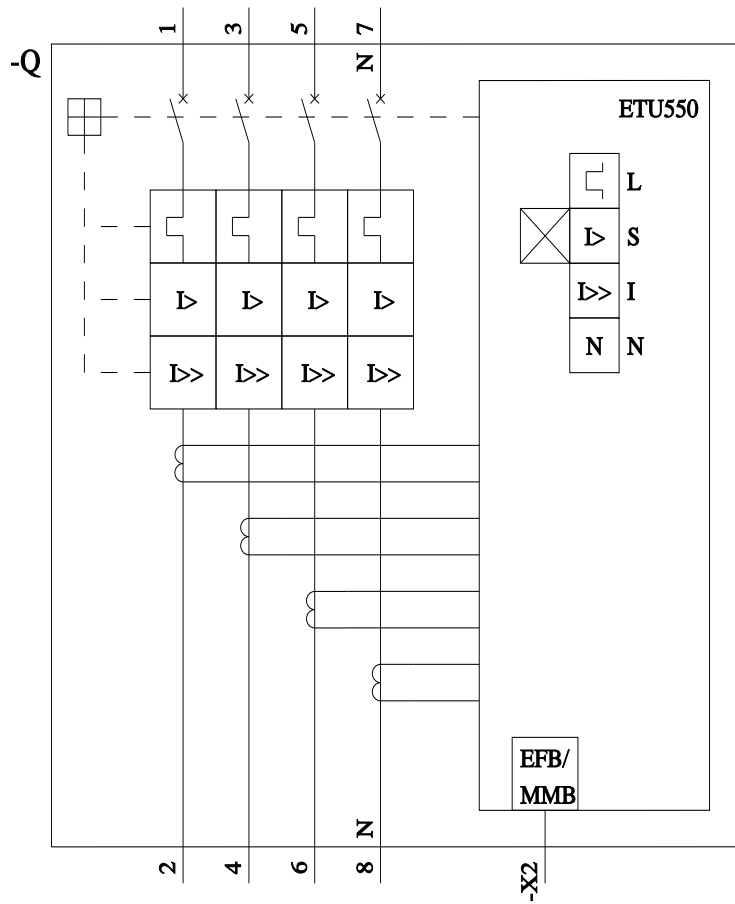 1 3 5 7
-Q
N
ETU550
L
I> S
I> I> I> I>
I>> I
N N
I>> I>> I>> I>>
EFB/
MMB
N
2 4 6 8 -X2